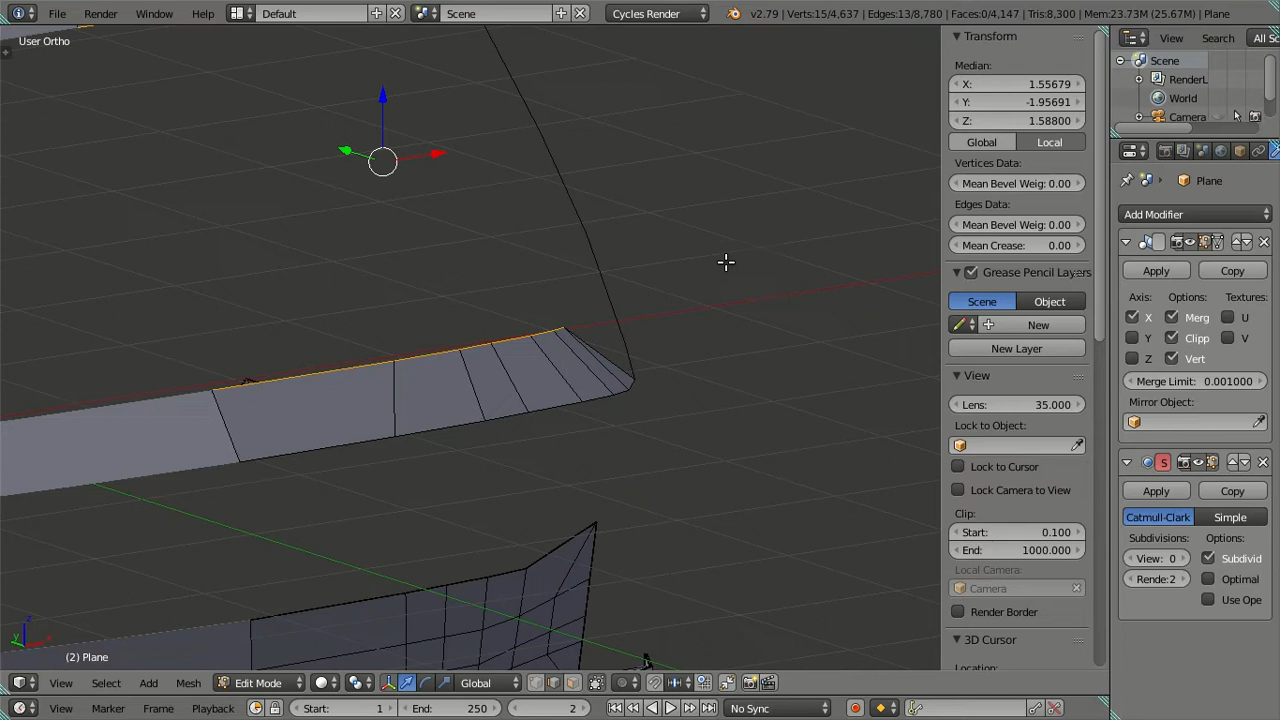 File Render Window Help Default Scene Cycles Render v2.79 | Verts:15/4,637 | Edges:13/8,780 | Faces:0/4,147 | Tris:8,300 | Mem:23.73M (25.67M) | Plane
User Ortho
Transform
Median:
X: 1.55679
Y: -1.95691
Z: 1.58800
Global Local
Vertices Data:
Mean Bevel Weig: 0.00
Edges Data:
Mean Bevel Weig: 0.00
Mean Crease: 0.00
Grease Pencil Layers
Scene Object
New
New Layer
View
Lens: 35.000
Lock to Object:
Lock to Cursor
Lock Camera to View
Clip:
Start: 0.100
End: 1000.000
Local Camera:
Camera
Render Border
3D Cursor
Location:
View Search All Sc
Scene
RenderL
World
Camera
Plane
Add Modifier
Apply Copy
Axis: Options: Textures:
X Merg U
Y Clipp V
Z Vert
Merge Limit: 0.001000
Mirror Object:
S
Apply Copy
Catmull-Clark Simple
Subdivisions: Options:
View: 0 Subdivid
Rende:2 Optimal
Use Ope
z
y x
(2) Plane
View Select Add Mesh Edit Mode Global
View Marker Frame Playback Start: 1 End: 250 2 No Sync